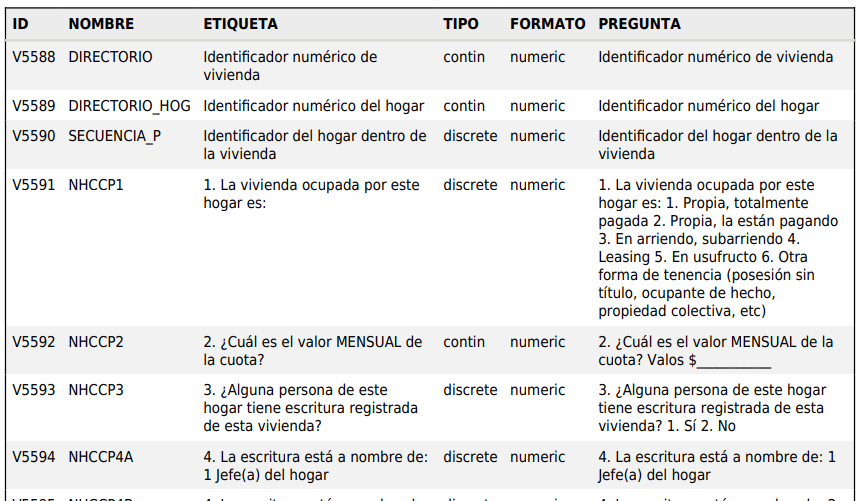 ID NOMBRE ETIQUETA TIPO FORMATO PREGUNTA
V5588 DIRECTORIO Identificador numérico de contin numeric Identificador numérico de vivienda
vivienda
V5589 DIRECTORIO_HOG Identificador numérico del hogar contin numeric Identificador numérico del hogar
V5590 SECUENCIA_P Identificador del hogar dentro de discrete numeric Identificador del hogar dentro de la
la vivienda vivienda
V5591 NHCCP1 1. La vivienda ocupada por este discrete numeric 1. La vivienda ocupada por este
hogar es: hogar es: 1. Propia, totalmente
pagada 2. Propia, la están pagando
3. En arriendo, subarriendo 4.
Leasing 5. En usufructo 6. Otra
forma de tenencia (posesión sin
título, ocupante de hecho,
propiedad colectiva, etc)
V5592 NHCCP2 2. ¿Cuál es el valor MENSUAL de contin numeric 2. ¿Cuál es el valor MENSUAL de la
la cuota? cuota? Valos $__________
V5593 NHCCP3 3. ¿Alguna persona de este discrete numeric 3. ¿Alguna persona de este hogar
hogar tiene escritura registrada tiene escritura registrada de esta
de esta vivienda? vivienda? 1. Sí 2. No
V5594 NHCCP4A 4. La escritura está a nombre de: discrete numeric 4. La escritura está a nombre de: 1
1 Jefe(a) del hogar Jefe(a) del hogar